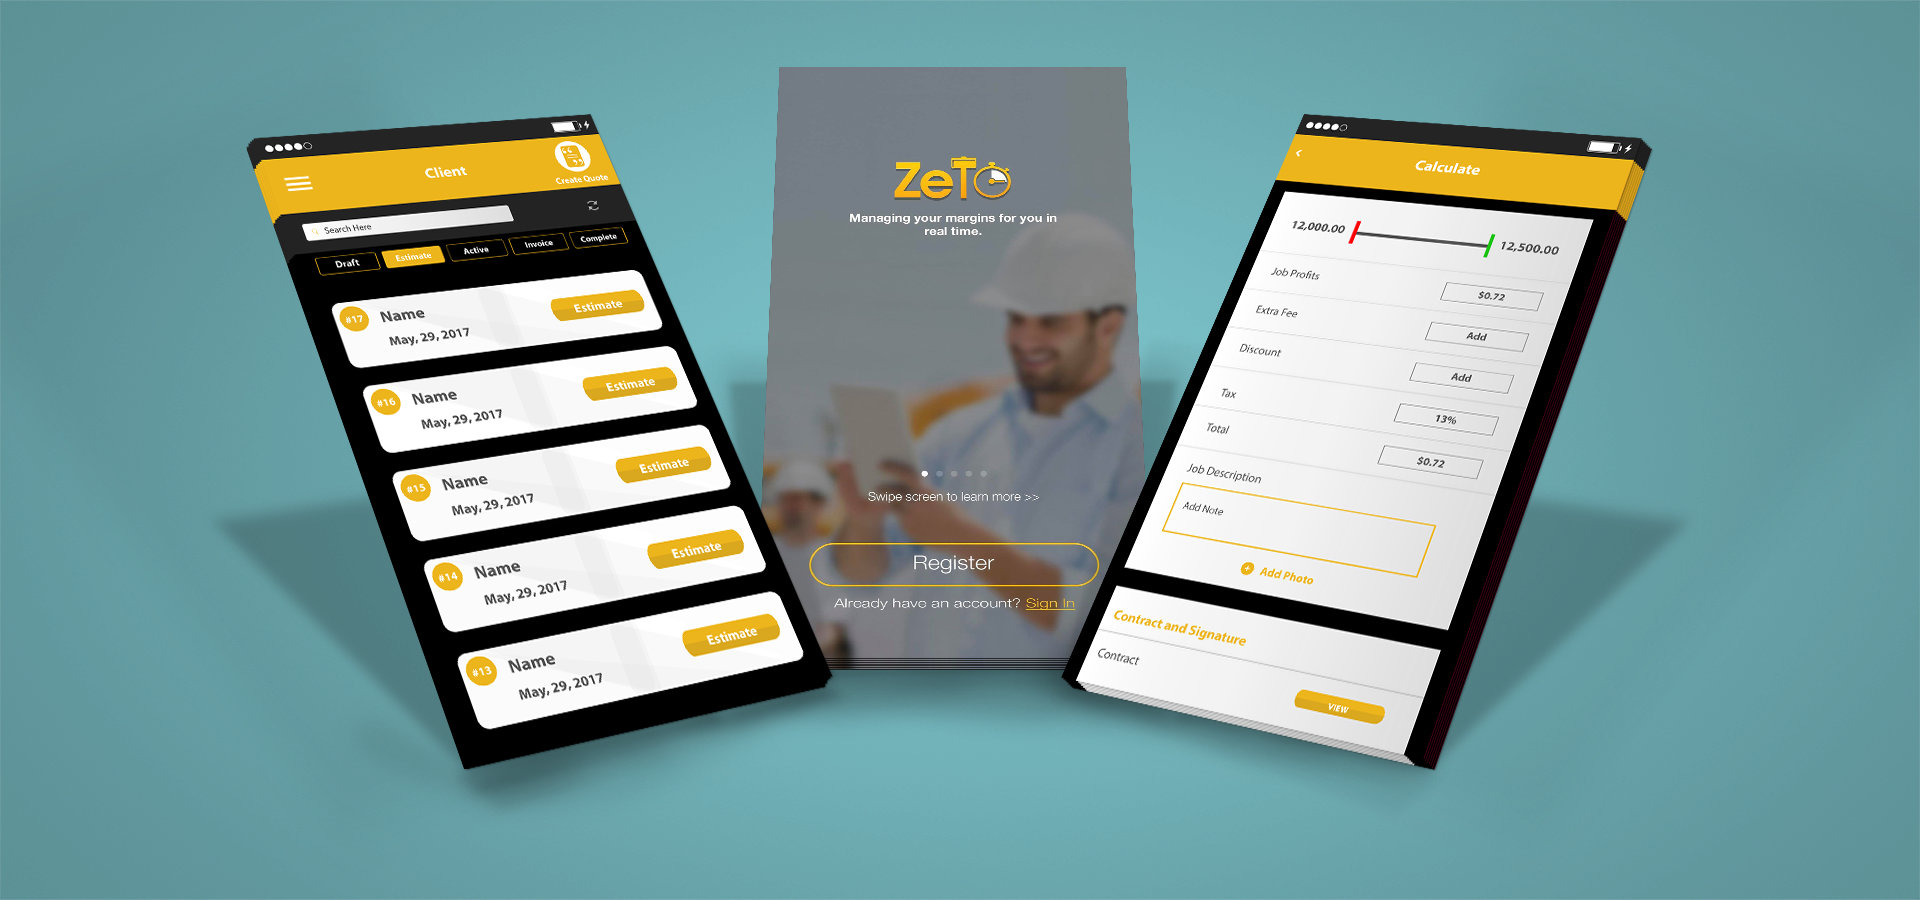 Client
Create Quote
Search Here
Draft
Estimate
Active
Invoice
Complete
#17
Name
May, 29, 2017
Estimate
#16
Name
May, 29, 2017
Estimate
#15
Name
May, 29, 2017
Estimate
#14
Name
May, 29, 2017
Estimate
#13
Name
May, 29, 2017
Estimate
ZeTO
Managing your margins for you in
real time.
Swipe screen to learn more >>
Register
Already have an account? Sign In
Calculate
12,000.00
12,500.00
Job Profits
$0.72
Extra Fee
Add
Discount
Add
Tax
13%
Total
$0.72
Job Description
Add Note
Add Photo
Contract and Signature
Contract
VIEW